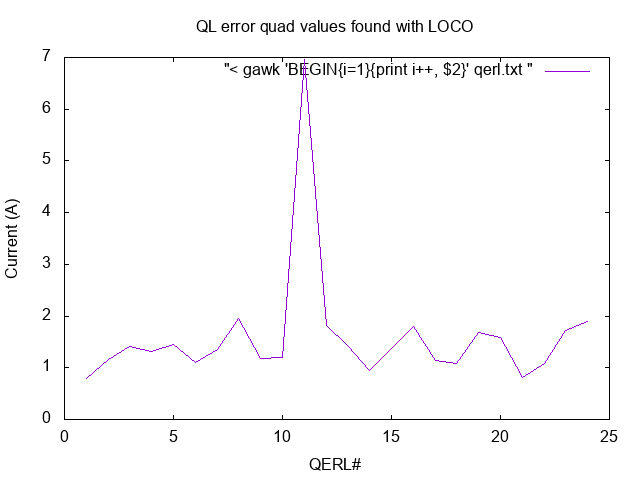 QL error quad values found with LOCO
"< gawk 'BEGIN{i=1}{print i++, $2}' qerl.txt "
7
6
5
4
3
2
1
0
Current (A)
0 5 10 15 20 25
QERL#